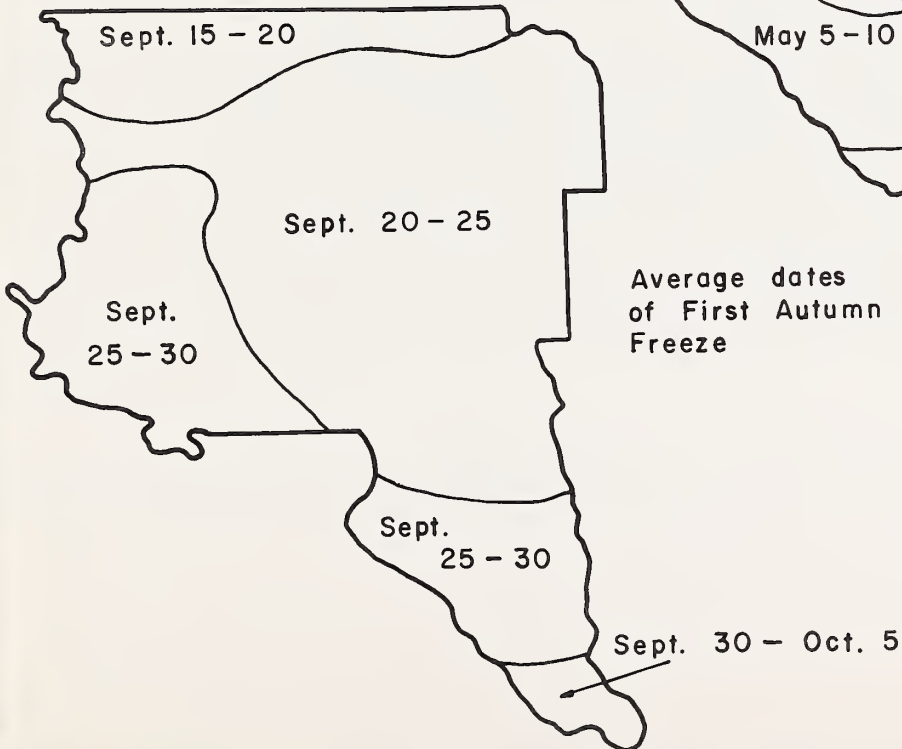 Sept. 15 – 20
May 5 – 10
Sept. 20 – 25
Average dates
of First Autumn
Freeze
Sept.
25 – 30
Sept.
25 – 30
Sept. 30 – Oct. 5